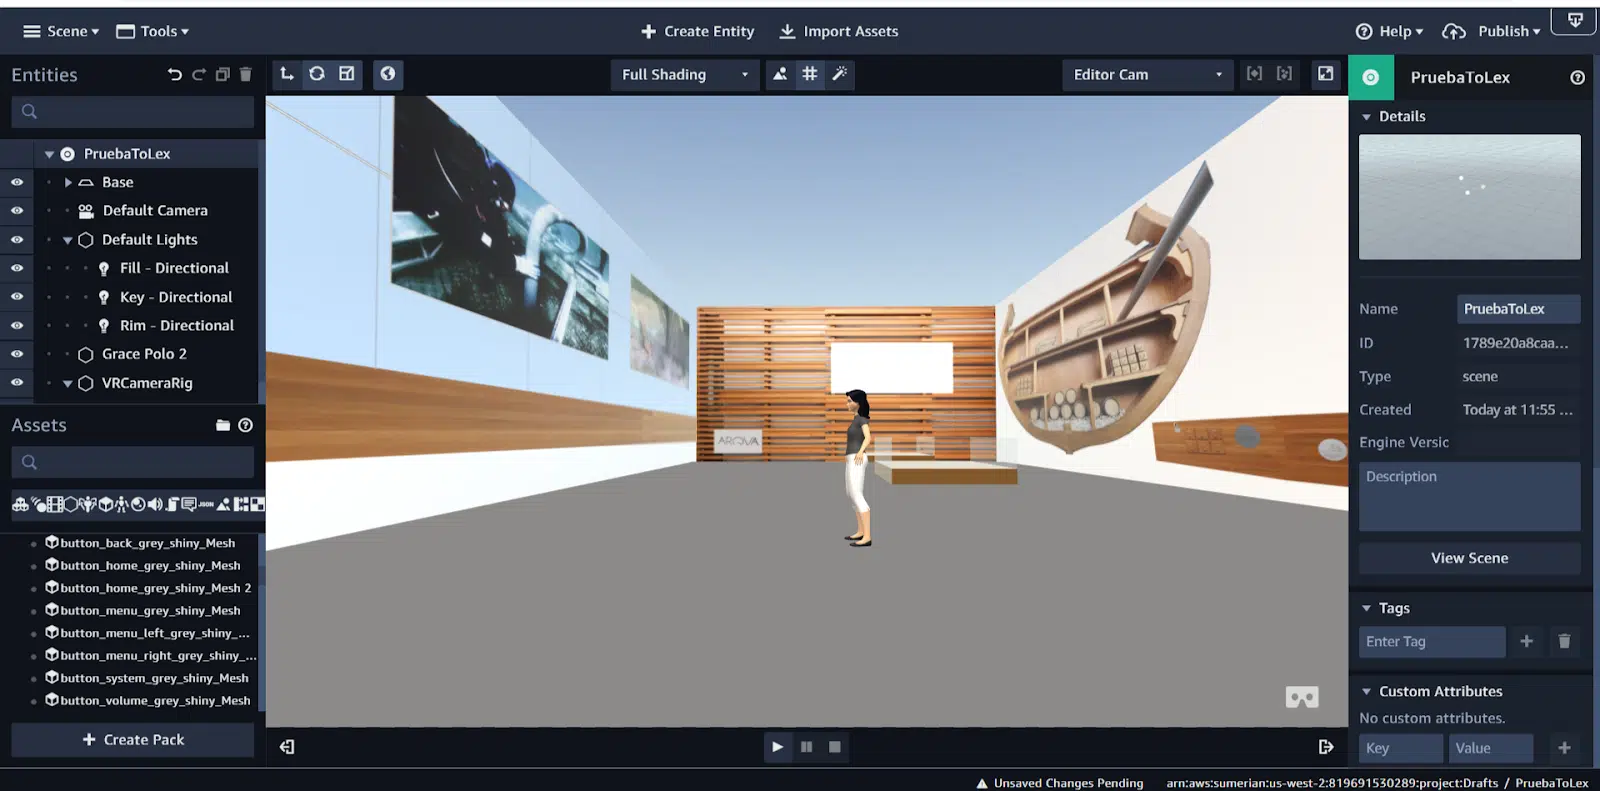 Scene Tools Create Entity Import Assets Help Publish
Entities
Full Shading Editor Cam
PruebaToLex
Details
PruebaToLex
Base
Default Camera
Default Lights
Fill - Directional
Key - Directional
Rim - Directional
Grace Polo 2
VRCameraRig
Name PruebaToLex
ID 1789e20a8caa...
Type scene
Created Today at 11:55 ...
Engine Versic
Description
View Scene
Tags
Enter Tag
Custom Attributes
No custom attributes.
Key Value
ARQVA
Assets
JSON
button_back_grey_shiny_Mesh
button_home_grey_shiny_Mesh
button_home_grey_shiny_Mesh 2
button_menu_grey_shiny_Mesh
button_menu_left_grey_shiny_...
button_menu_right_grey_shiny_...
button_system_grey_shiny_Mesh
button_volume_grey_shiny_Mesh
Create Pack
Unsaved Changes Pending arn:aws:sumerian:us-west-2:819691530289:project:Drafts / PruebaToLex